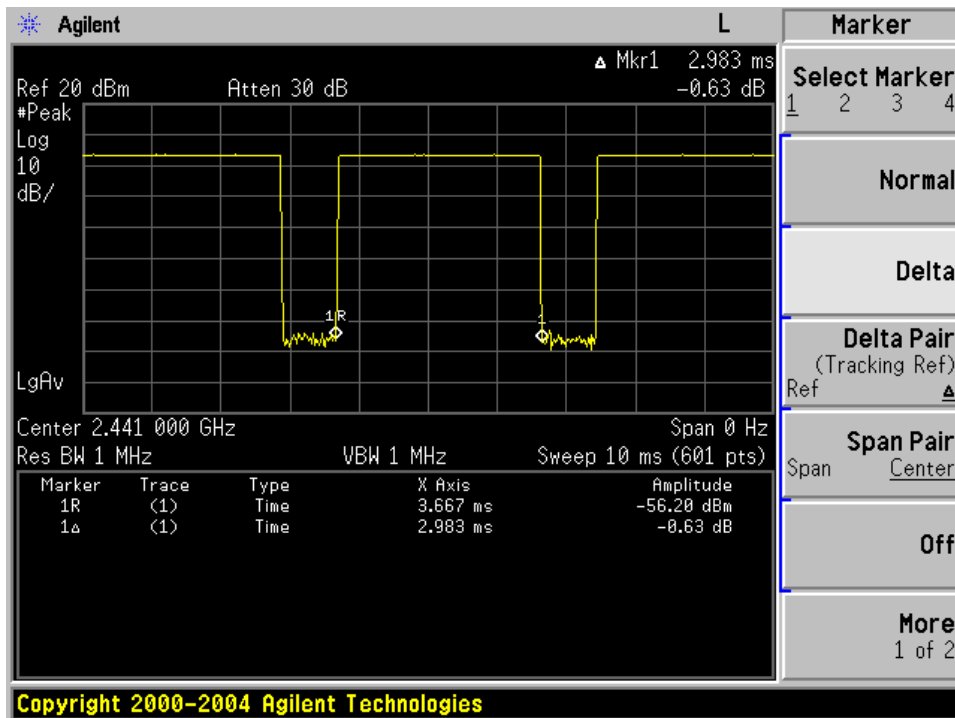 Agilent L
Marker
△ Mkr1 2.983 ms
Ref 20 dBm Atten 30 dB -0.63 dB
#Peak
Log
10
dB/
1R
1
LgAv
Center 2.441 000 GHz Span 0 Hz
Res BW 1 MHz VBW 1 MHz Sweep 10 ms (601 pts)
Marker Trace Type X Axis Amplitude
1R (1) Time 3.667 ms -56.20 dBm
1△ (1) Time 2.983 ms -0.63 dB
Select Marker
1 2 3 4
Normal
Delta
Delta Pair
(Tracking Ref)
Ref △
Span Pair
Span Center
Off
More
1 of 2
Copyright 2000-2004 Agilent Technologies